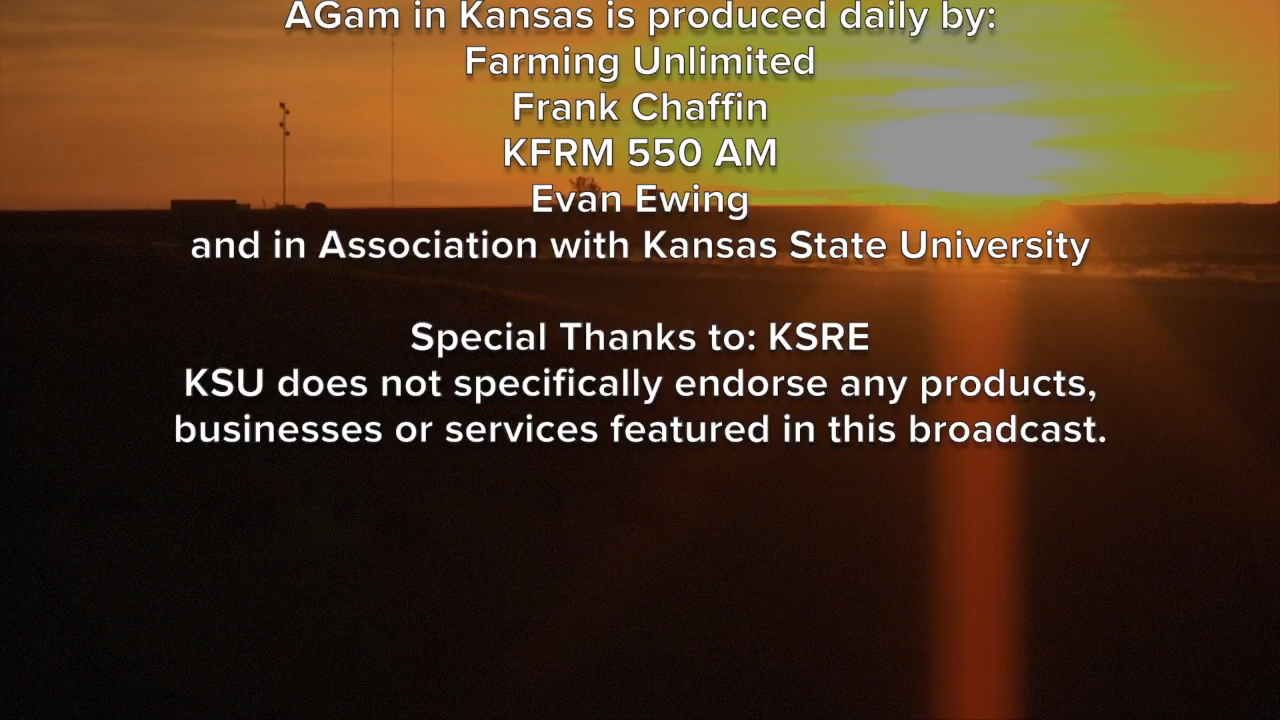 AGam in Kansas is produced daily by:
Farming Unlimited
Frank Chaffin
KFRM 550 AM
Evan Ewing
and in Association with Kansas State University
Special Thanks to: KSRE
KSU does not specifically endorse any products,
businesses or services featured in this broadcast.